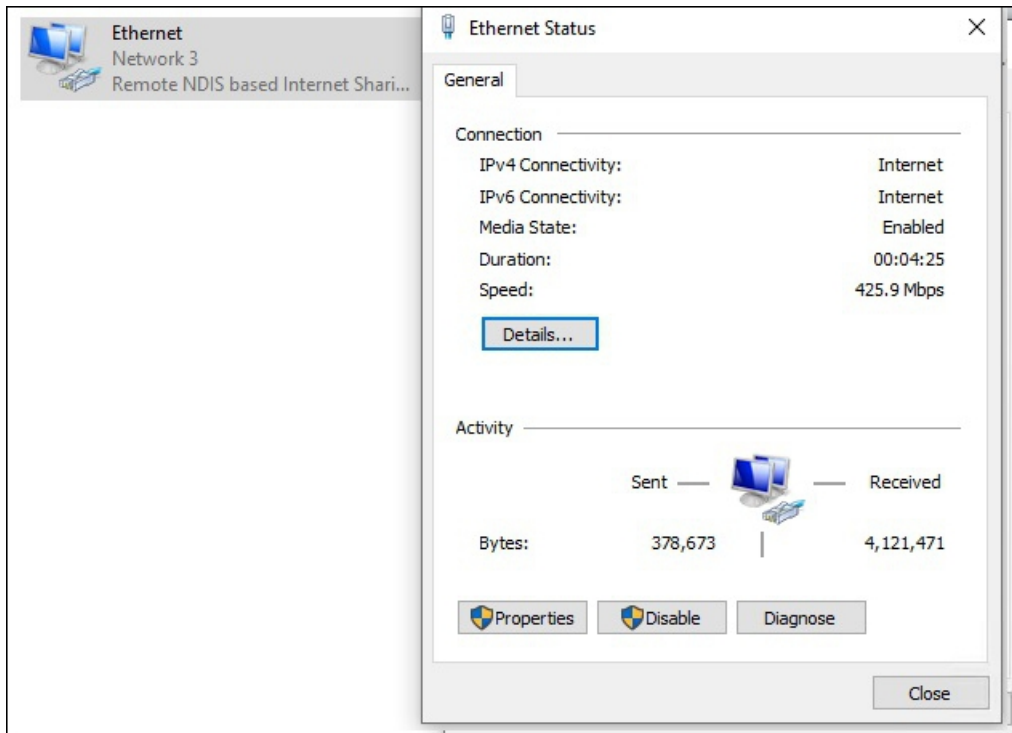 Ethernet
Network 3
Remote NDIS based Internet Shari...
Ethernet Status
General
Connection
IPv4 Connectivity: Internet
IPv6 Connectivity: Internet
Media State: Enabled
Duration: 00:04:25
Speed: 425.9 Mbps
Details...
Activity
Sent Received
Bytes: 378,673 4,121,471
Properties Disable Diagnose
Close